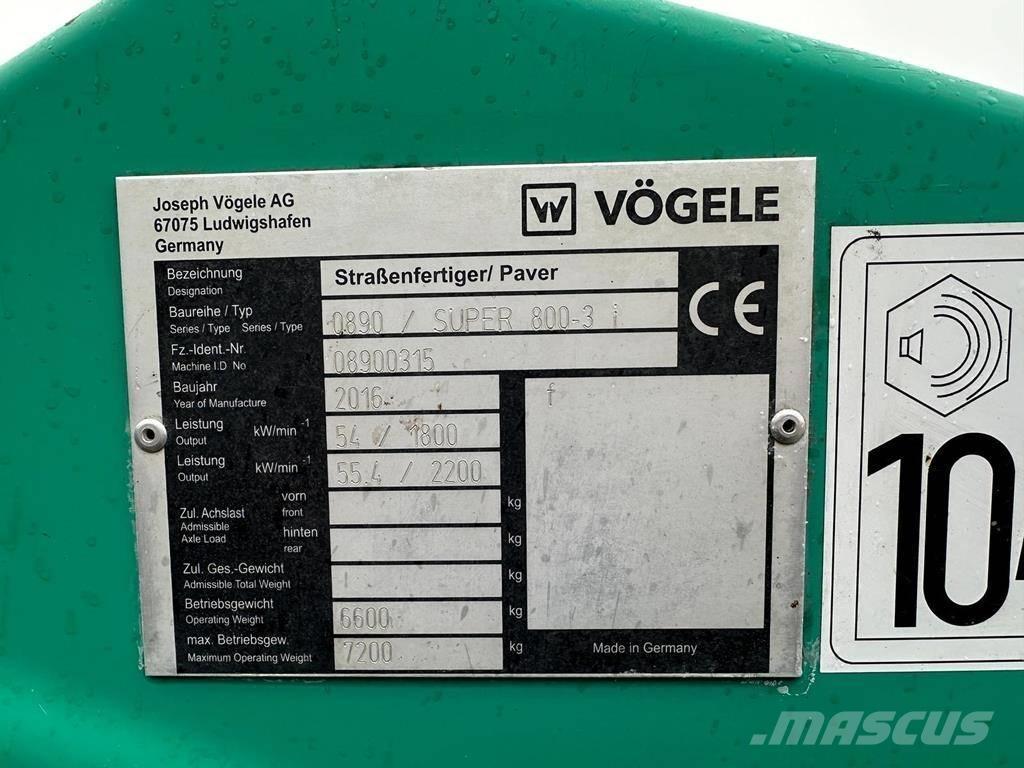 Joseph Vögele AG
67075 Ludwigshafen
Germany
VÖGELE
Bezeichnung
Designation
Straßenfertiger/ Paver
Baureihe / Typ
Series / Type Series / Type
0890 / SUPER 800-3 i
Fz.-Ident.-Nr.
Machine I.D No
08900315
CE
Baujahr
Year of Manufacture
2016
f
Leistung
Output
kW/min -1
54 / 1800
Leistung
Output
kW/min -1
55.4 / 2200
Zul. Achslast
Admissible
Axle Load
vorn
front
kg
hinten
rear
kg
Zul. Ges.-Gewicht
Admissible Total Weight
kg
Betriebsgewicht
Operating Weight
6600
kg
max. Betriebsgew.
Maximum Operating Weight
7200
kg
Made in Germany
10
MASCUS